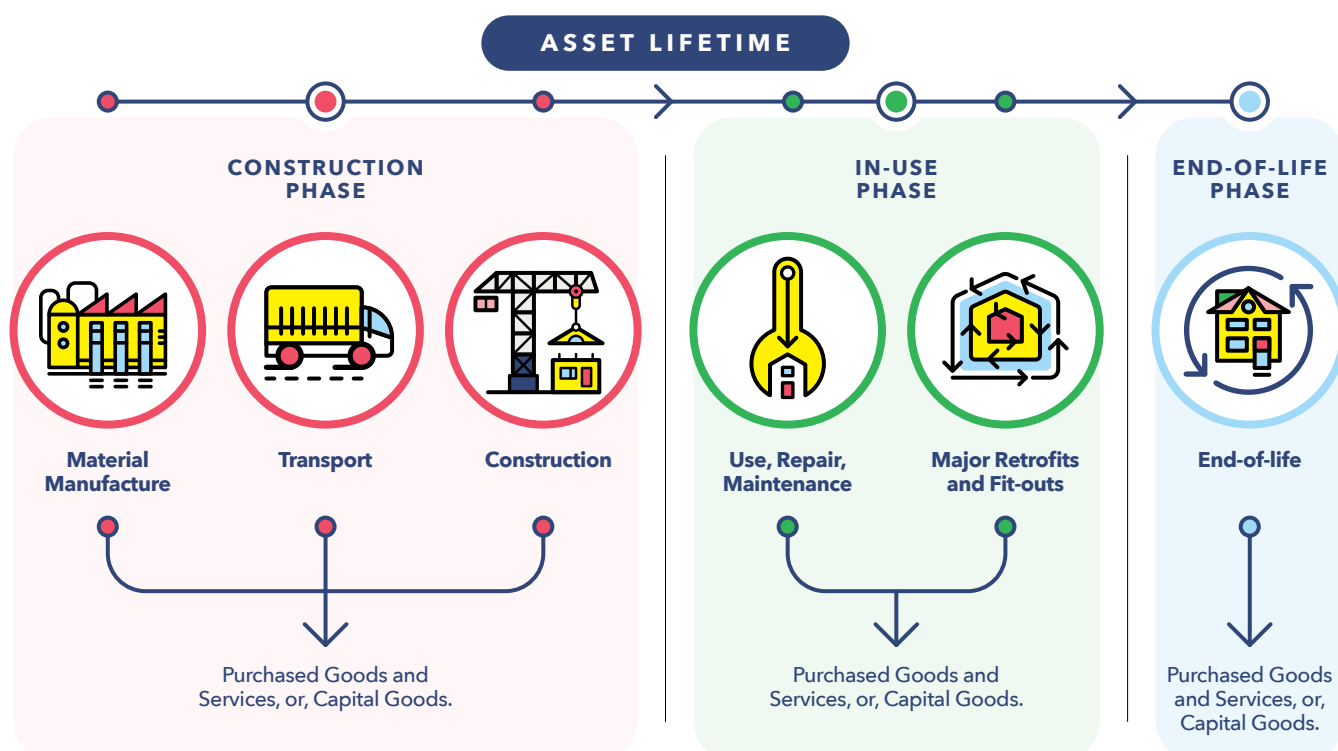 ASSET LIFETIME
CONSTRUCTION
PHASE
Material
Manufacture
Transport
Construction
Purchased Goods and
Services, or, Capital Goods.
IN-USE
PHASE
Use, Repair,
Maintenance
Major Retrofits
and Fit-outs
Purchased Goods and
Services, or, Capital Goods.
END-OF-LIFE
PHASE
End-of-life
Purchased Goods
and Services, or,
Capital Goods.